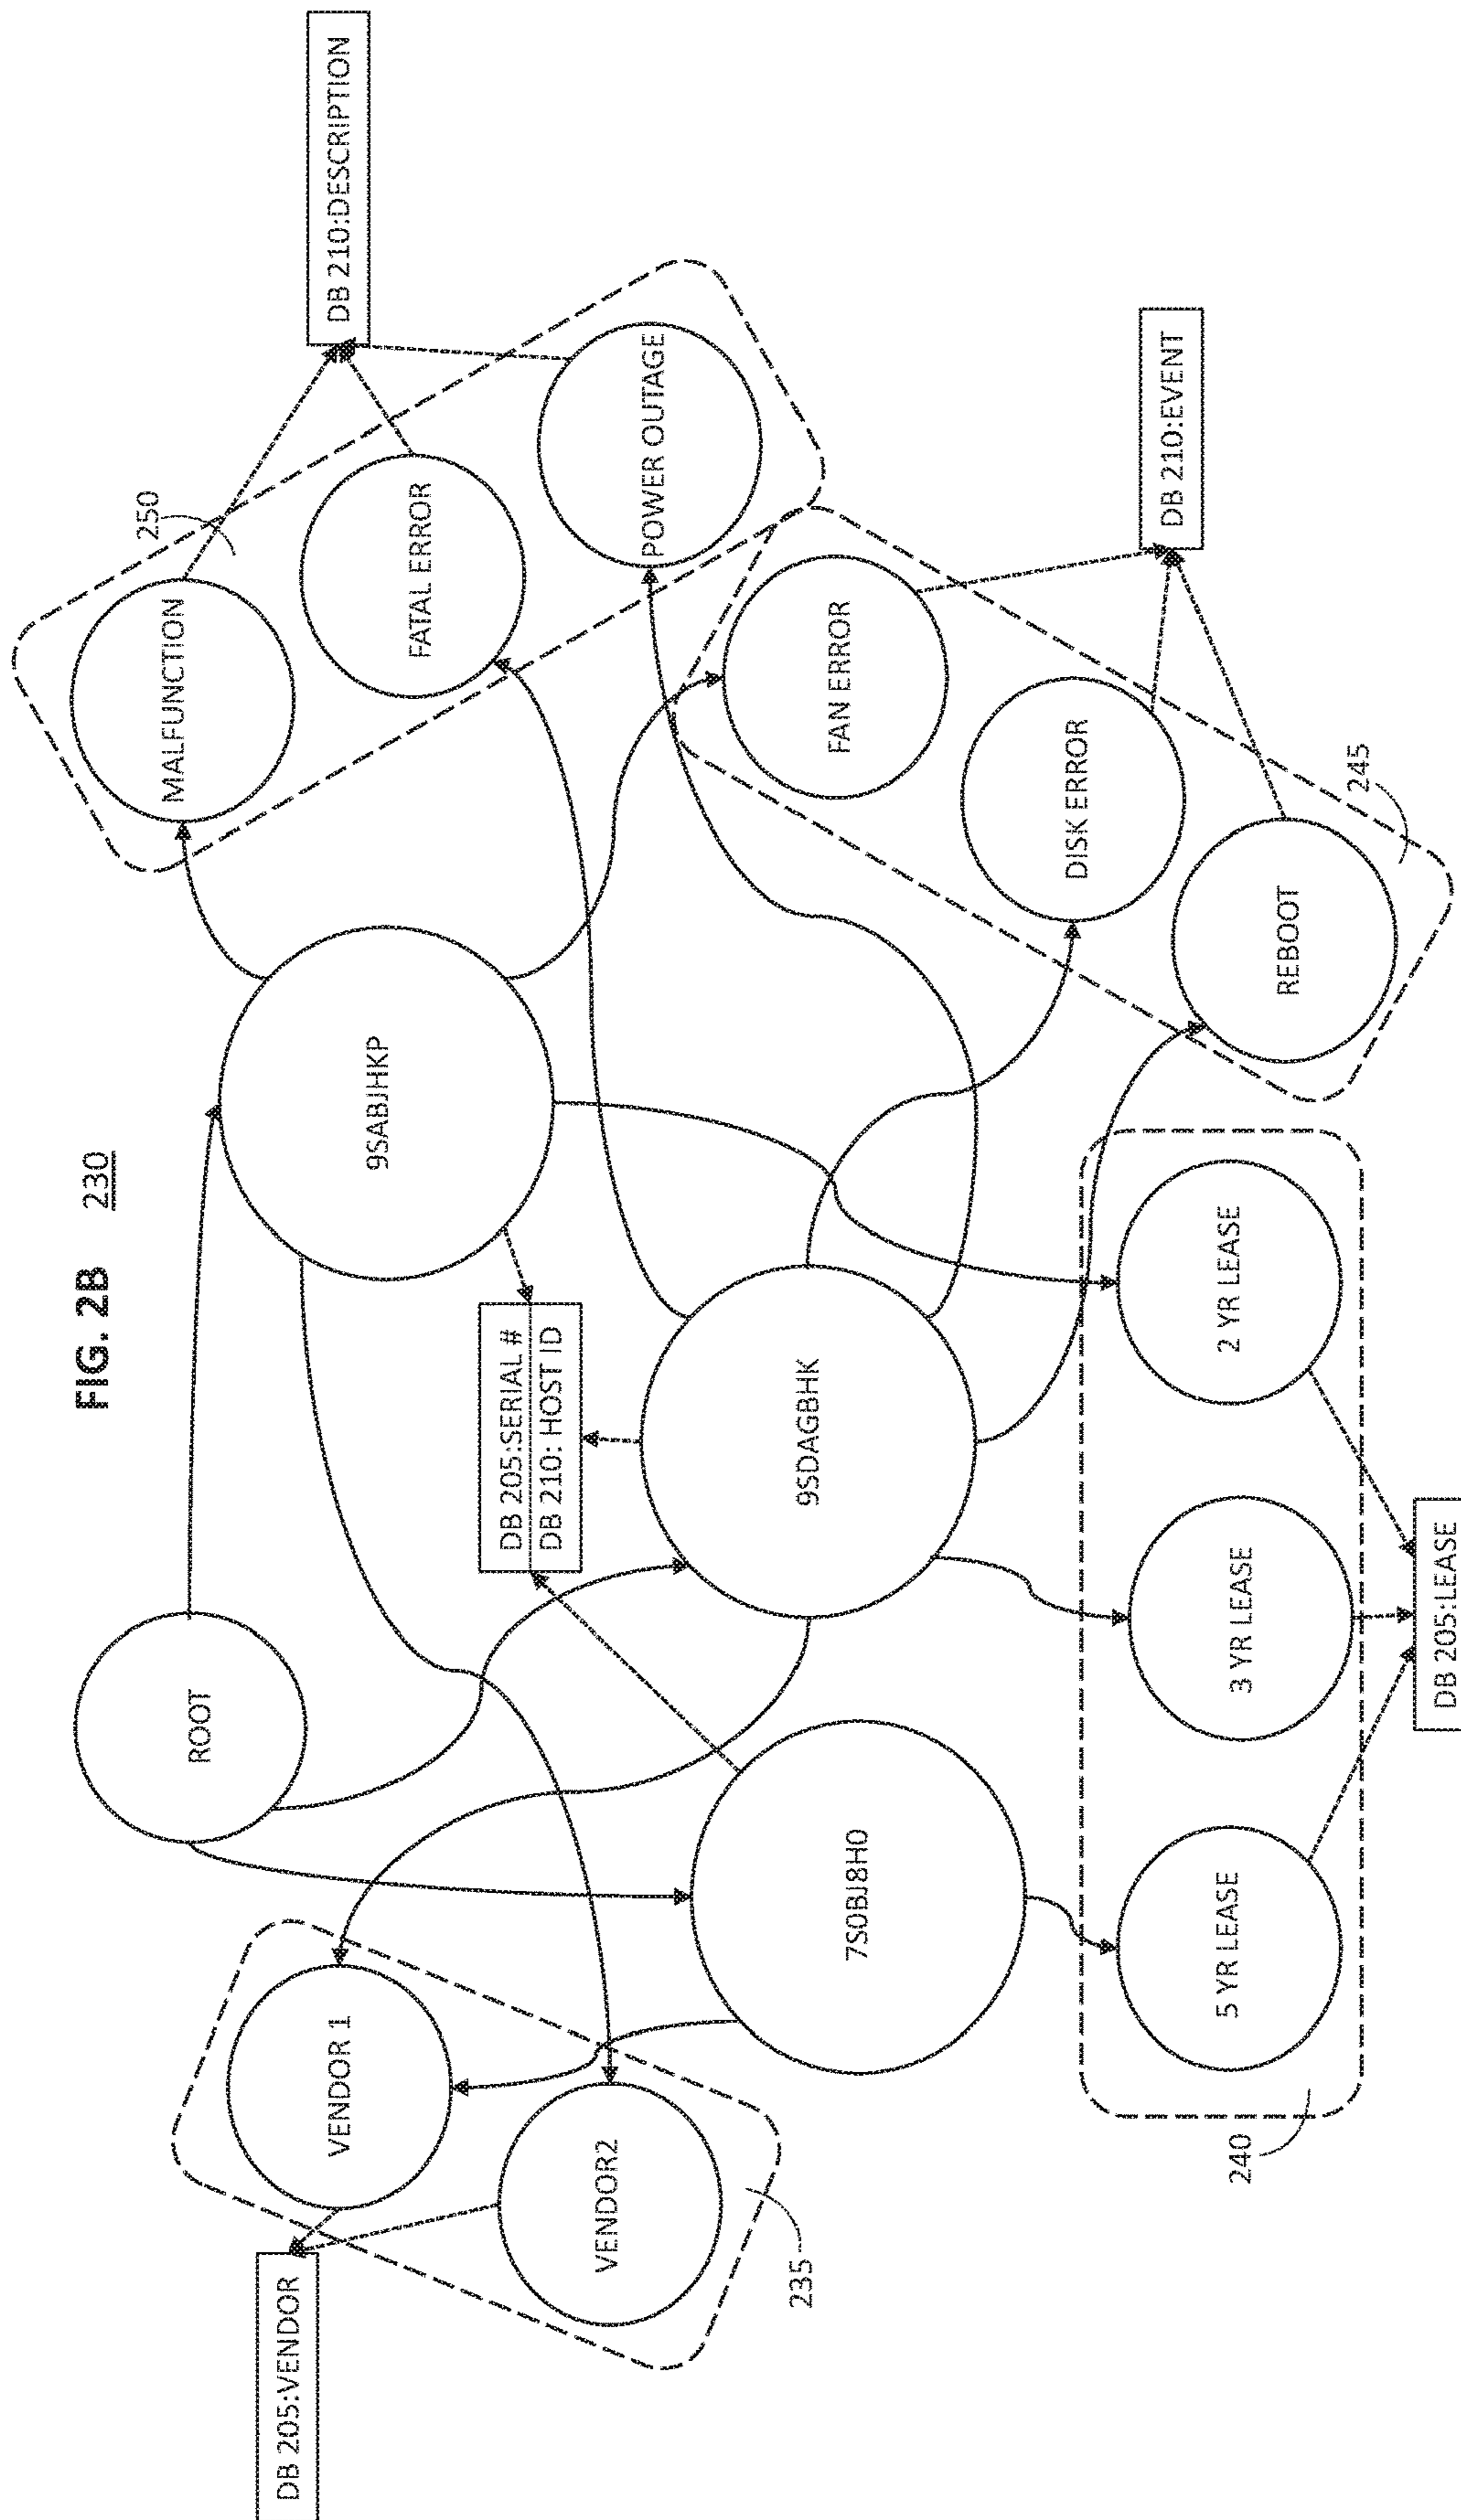 FIG. 2B 230
DB 205:VENDOR
VENDOR 1
VENDOR2
235
ROOT
9SABJHKP
MALFUNCTION
250
DB 210:DESCRIPTION
FATAL ERROR
POWER OUTAGE
DB 205:SERIAL #
DB 210: HOST ID
7S0BJ8H0
9SDAGBHK
FAN ERROR
DISK ERROR
REBOOT
DB 210:EVENT
245
240
5 YR LEASE
3 YR LEASE
2 YR LEASE
DB 205:LEASE